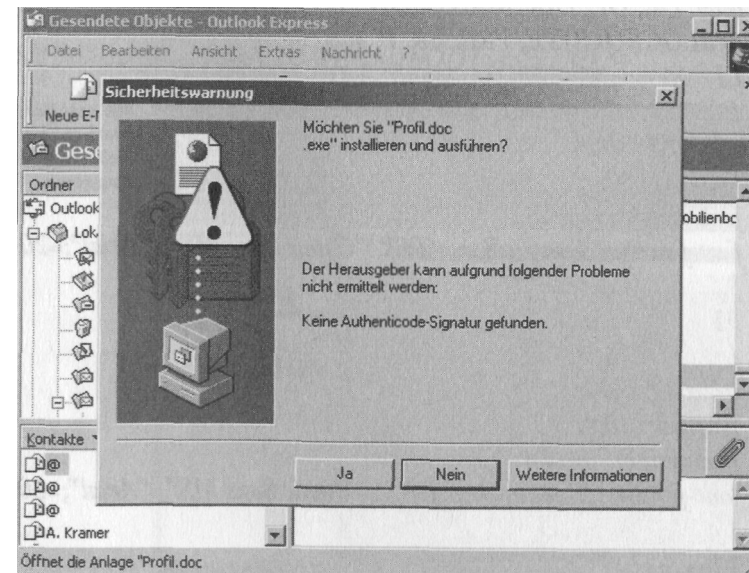 Gesendete Objekte - Outlook Express
Datei Bearbeiten Ansicht Extras Nachricht ?
Neue E-
Sicherheitswarnung
Möchten Sie "Profil.doc
.exe" installieren und ausführen?
Der Herausgeber kann aufgrund folgender Probleme
nicht ermittelt werden:
Keine Authenticode-Signatur gefunden.
Ja Nein Weitere Informationen
Gese
Ordner
Outlook
Lok
obilienbo
Kontakte
@
@
@
A. Kramer
Öffnet die Anlage "Profil.doc